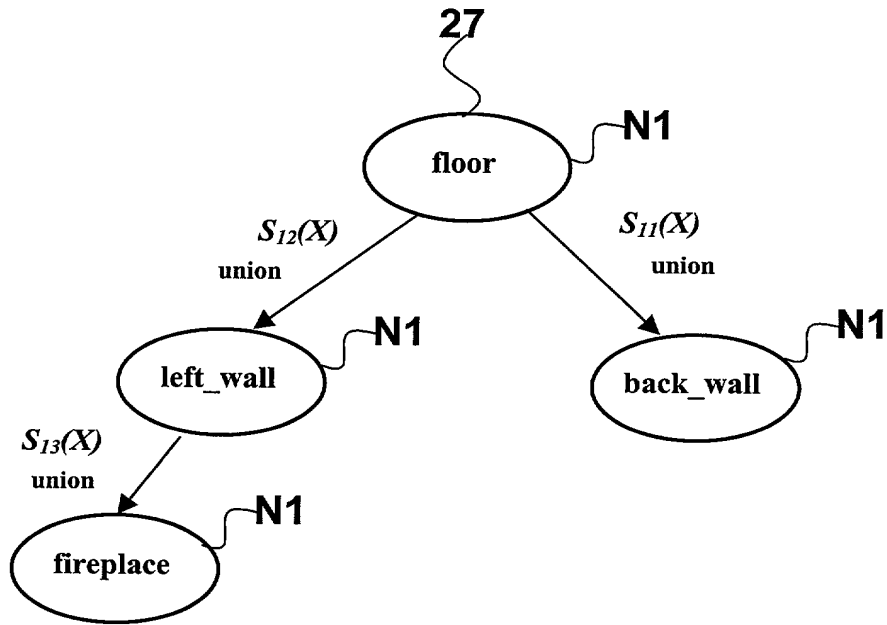 27
N1
floor
S₁₂(X)
union
S₁₁(X)
union
N1
left_wall
N1
back_wall
S₁₃(X)
union
N1
fireplace